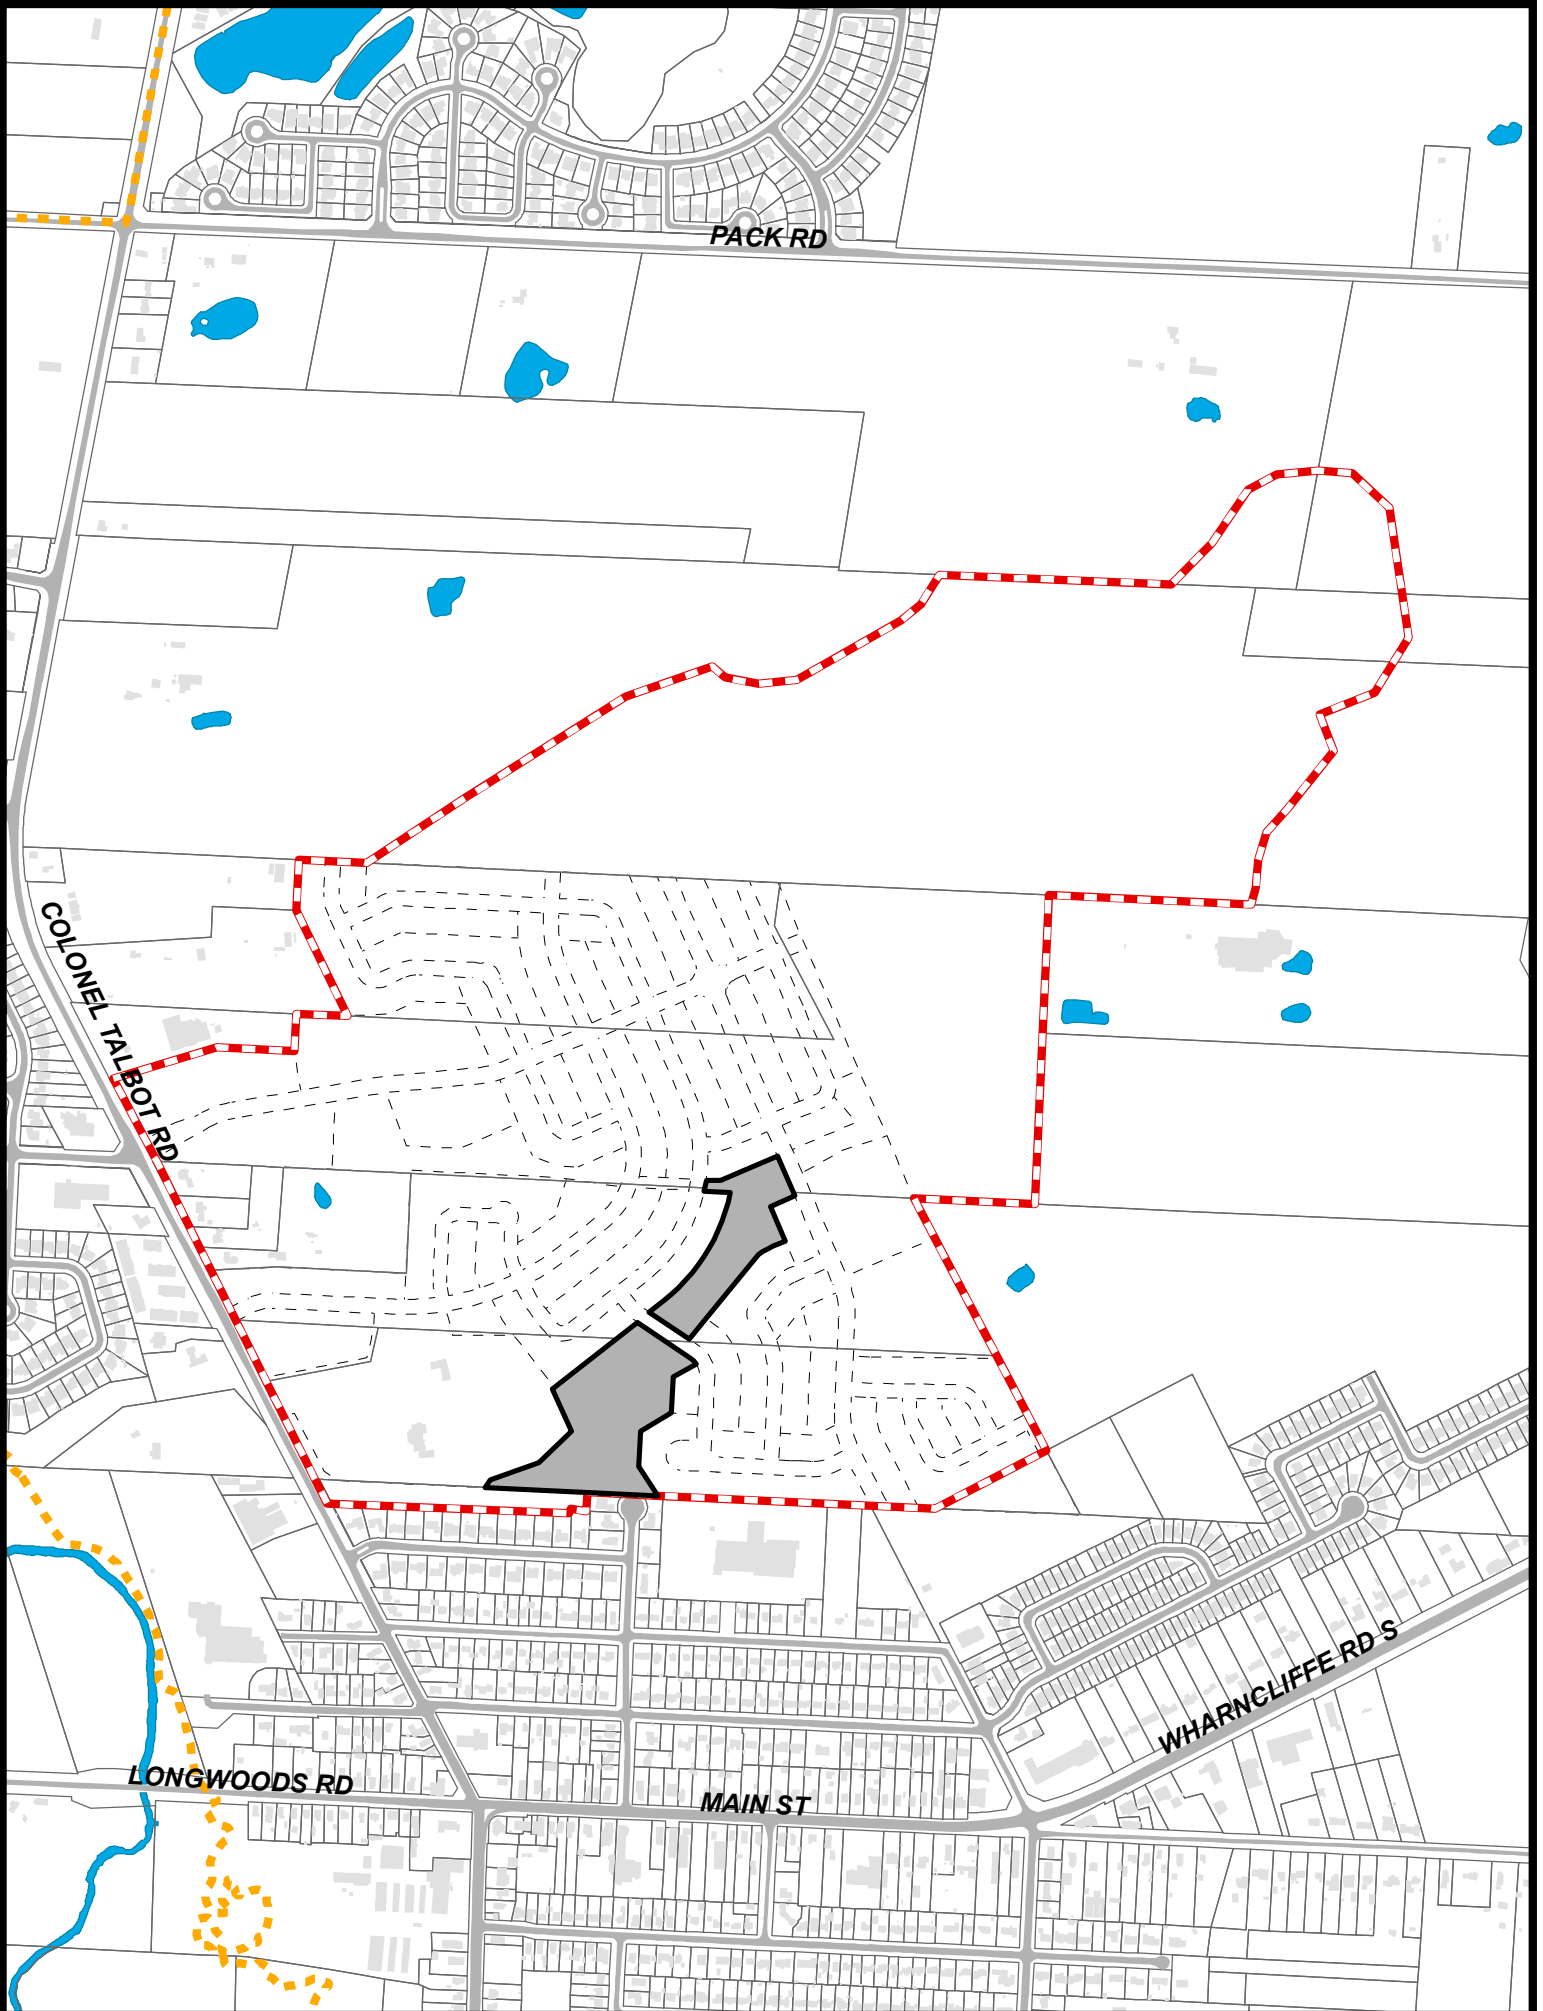 PACK RD
COLONEL TALBOT RD
WHARNCLIFFE RD S
LONGWOODS RD
MAIN ST